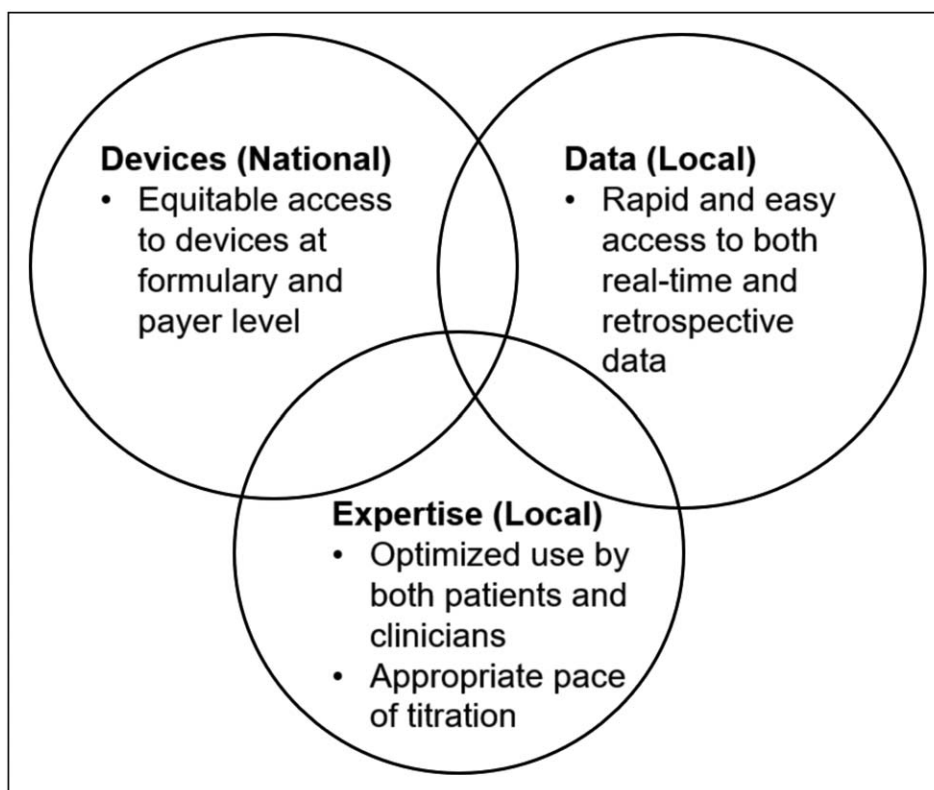 Devices (National)
• Equitable access
to devices at
formulary and
payer level
Data (Local)
• Rapid and easy
access to both
real-time and
retrospective
data
Expertise (Local)
• Optimized use by
both patients and
clinicians
• Appropriate pace
of titration